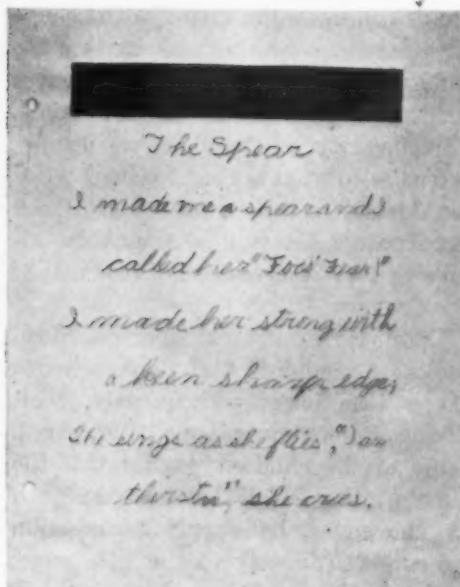 The Spear
I made me a spear and I
called her "Foes' Fear!"
I made her strong with
a keen sharp edge;
She sings as she flies, "I am
thirstn", she cries.